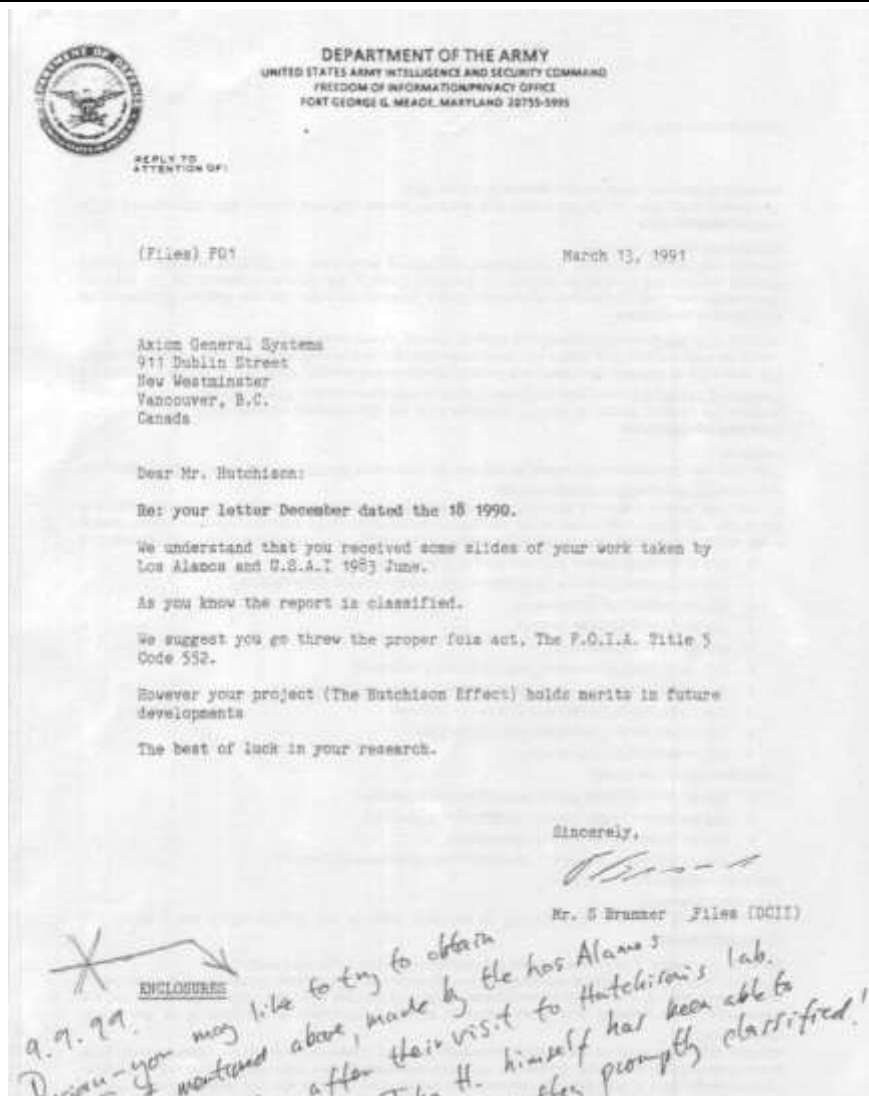 DEPARTMENT OF THE ARMY
UNITED STATES ARMY INTELLIGENCE AND SECURITY COMMAND
FREEDOM OF INFORMATION/PRIVACY OFFICE
FORT GEORGE G. MEADE, MARYLAND 20755-5995
REPLY TO
ATTENTION OF:
(Files) FO1
March 13, 1991
Axiom General Systems
911 Dublin Street
New Westminster
Vancouver, B.C.
Canada
Dear Mr. Hutchison:
Re: your letter December dated the 18 1990.
We understand that you received some slides of your work taken by
Los Alamos and U.S.A.I 1983 June.
As you know the report is classified.
We suggest you go threw the proper foia act, The F.O.I.A. Title 5
Code 552.
However your project (The Hutchison Effect) holds merits in future
developments
The best of luck in your research.
Sincerely,
Mr. S Brunner Files (DCII)
ENCLOSURES
9.9.99.
you may like to try to obtain
mentioned above, made by the Los Alamos
after their visit to Hutchison's lab.
H. himself has been able to
promptly classified!